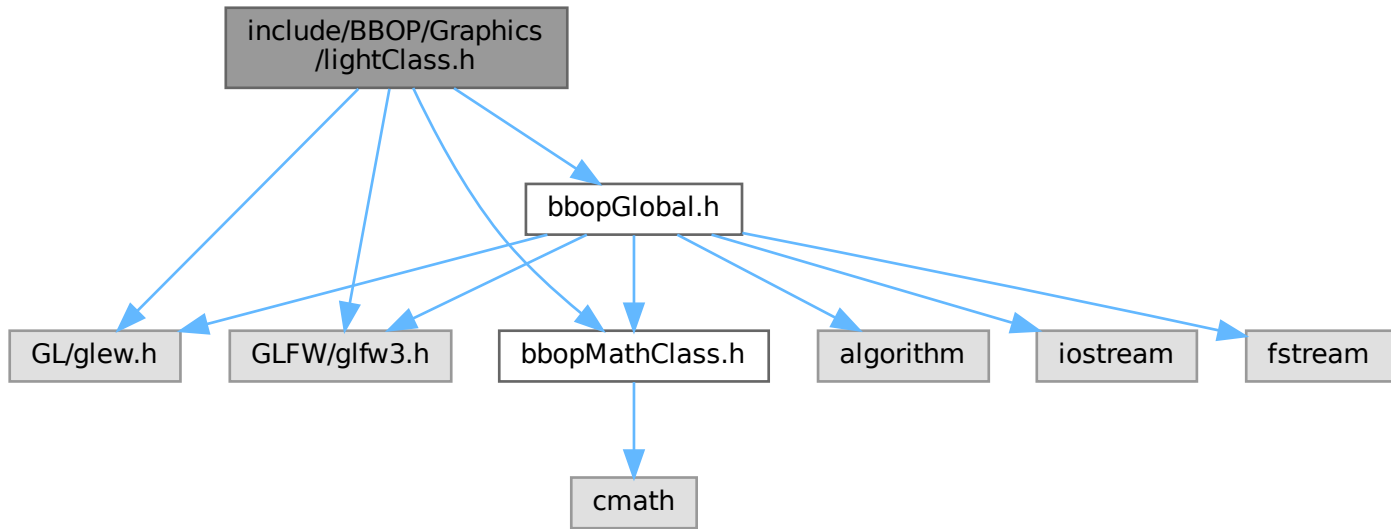 include/BBOP/Graphics
/lightClass.h
bbopGlobal.h
GL/glew.h
GLFW/glfw3.h
bbopMathClass.h
algorithm
iostream
fstream
cmath